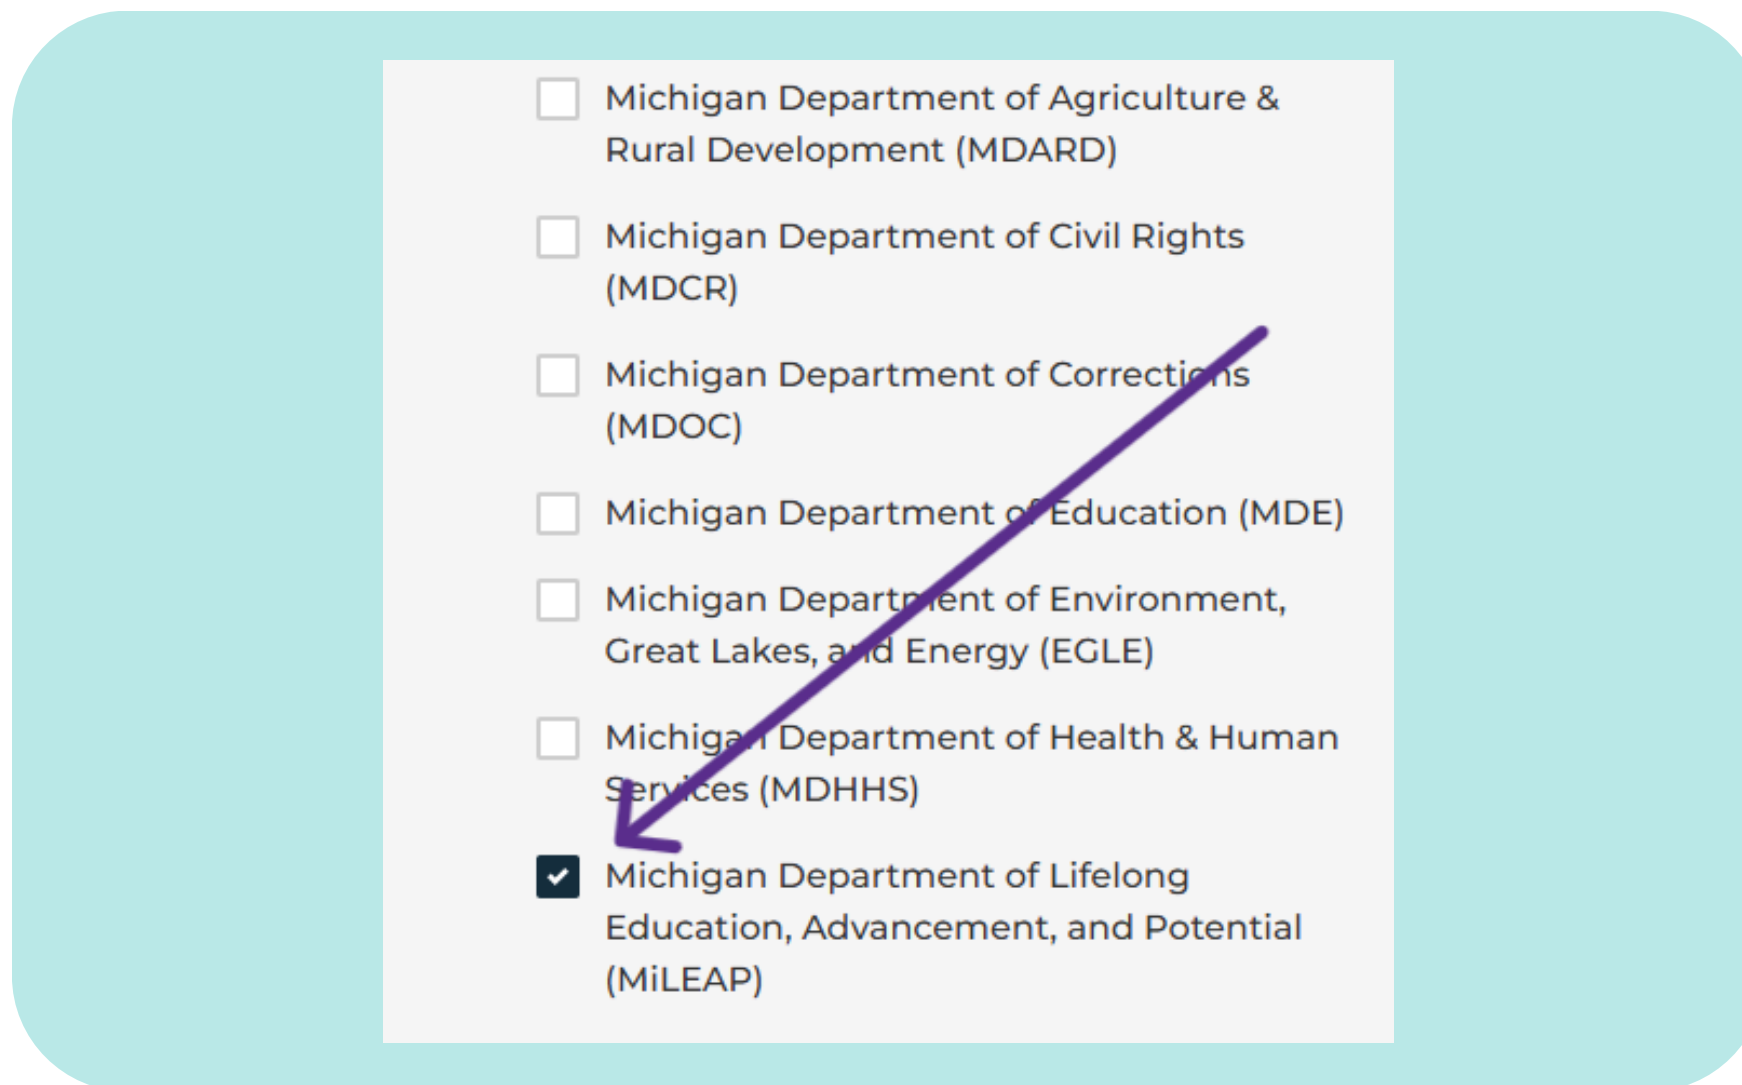 Michigan Department of Agriculture &
Rural Development (MDARD)
Michigan Department of Civil Rights
(MDCR)
Michigan Department of Corrections
(MDOC)
Michigan Department of Education (MDE)
Michigan Department of Environment,
Great Lakes, and Energy (EGLE)
Michigan Department of Health & Human
Services (MDHHS)
Michigan Department of Lifelong
Education, Advancement, and Potential
(MiLEAP)